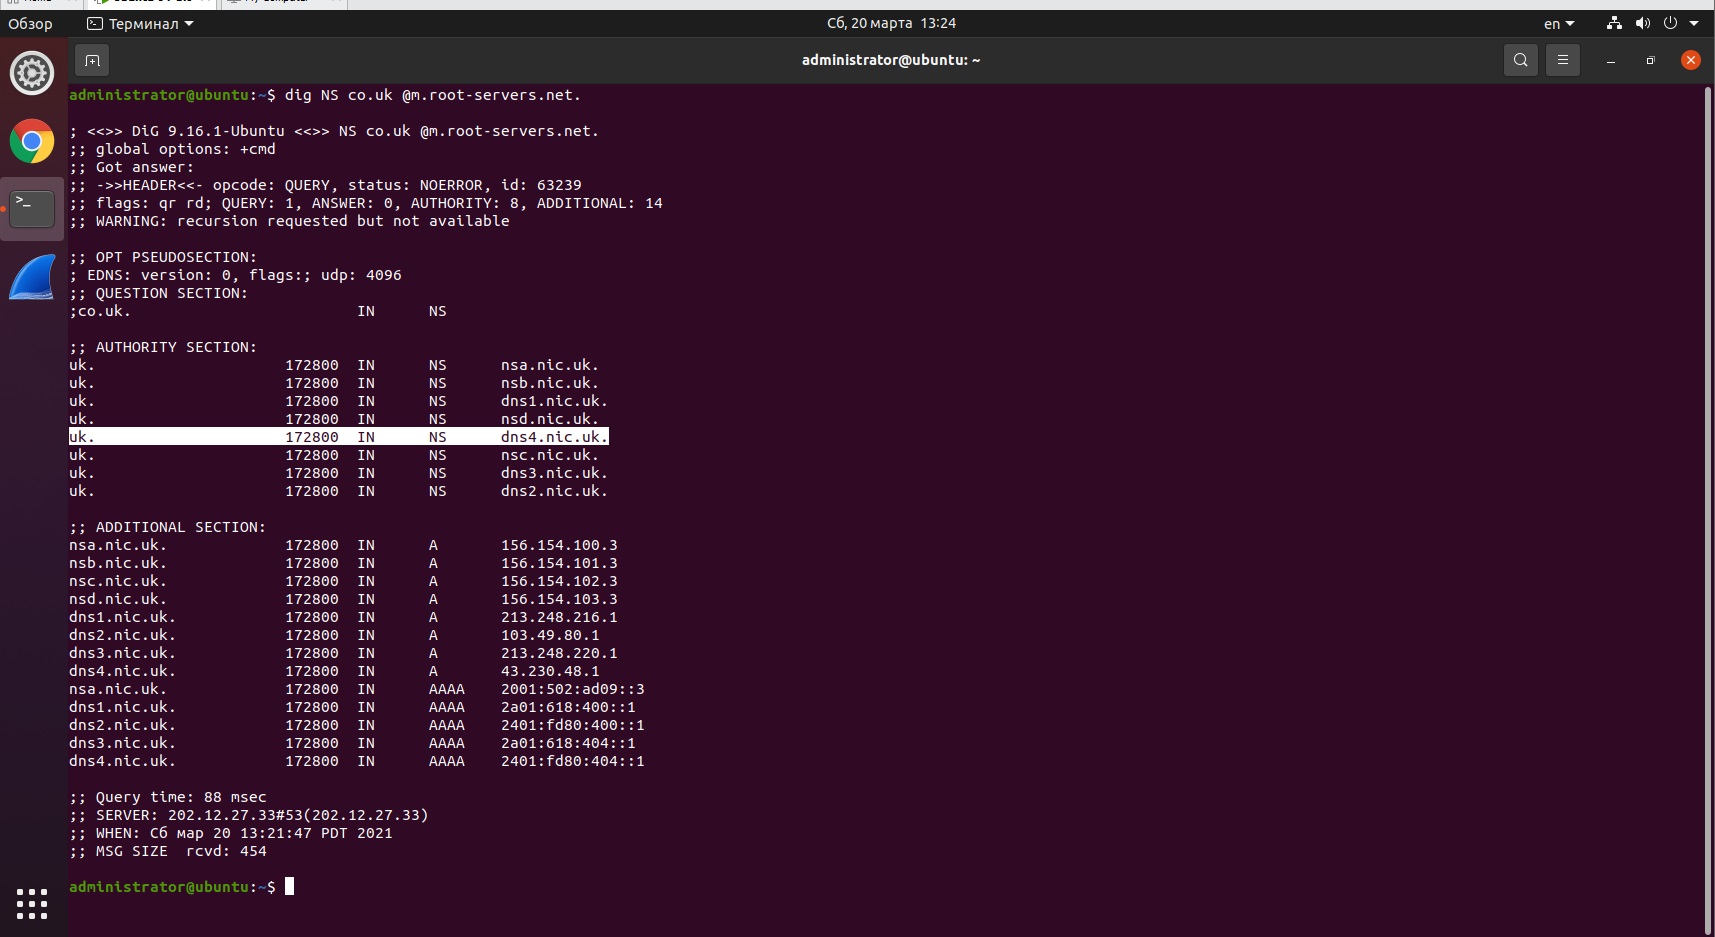 Обзор Терминал Сб, 20 марта 13:24 en
administrator@ubuntu: ~
administrator@ubuntu:~$ dig NS co.uk @m.root-servers.net.
; <<>> DiG 9.16.1-Ubuntu <<>> NS co.uk @m.root-servers.net.
;; global options: +cmd
;; Got answer:
;; ->>HEADER<<- opcode: QUERY, status: NOERROR, id: 63239
;; flags: qr rd; QUERY: 1, ANSWER: 0, AUTHORITY: 8, ADDITIONAL: 14
;; WARNING: recursion requested but not available
;; OPT PSEUDOSECTION:
; EDNS: version: 0, flags:; udp: 4096
;; QUESTION SECTION:
;co.uk. IN NS
;; AUTHORITY SECTION:
uk. 172800 IN NS nsa.nic.uk.
uk. 172800 IN NS nsb.nic.uk.
uk. 172800 IN NS dns1.nic.uk.
uk. 172800 IN NS nsd.nic.uk.
uk. 172800 IN NS dns4.nic.uk.
uk. 172800 IN NS nsc.nic.uk.
uk. 172800 IN NS dns3.nic.uk.
uk. 172800 IN NS dns2.nic.uk.
;; ADDITIONAL SECTION:
nsa.nic.uk. 172800 IN A 156.154.100.3
nsb.nic.uk. 172800 IN A 156.154.101.3
nsc.nic.uk. 172800 IN A 156.154.102.3
nsd.nic.uk. 172800 IN A 156.154.103.3
dns1.nic.uk. 172800 IN A 213.248.216.1
dns2.nic.uk. 172800 IN A 103.49.80.1
dns3.nic.uk. 172800 IN A 213.248.220.1
dns4.nic.uk. 172800 IN A 43.230.48.1
nsa.nic.uk. 172800 IN AAAA 2001:502:ad09::3
dns1.nic.uk. 172800 IN AAAA 2a01:618:400::1
dns2.nic.uk. 172800 IN AAAA 2401:fd80:400::1
dns3.nic.uk. 172800 IN AAAA 2a01:618:404::1
dns4.nic.uk. 172800 IN AAAA 2401:fd80:404::1
;; Query time: 88 msec
;; SERVER: 202.12.27.33#53(202.12.27.33)
;; WHEN: Сб мар 20 13:21:47 PDT 2021
;; MSG SIZE rcvd: 454
administrator@ubuntu:~$